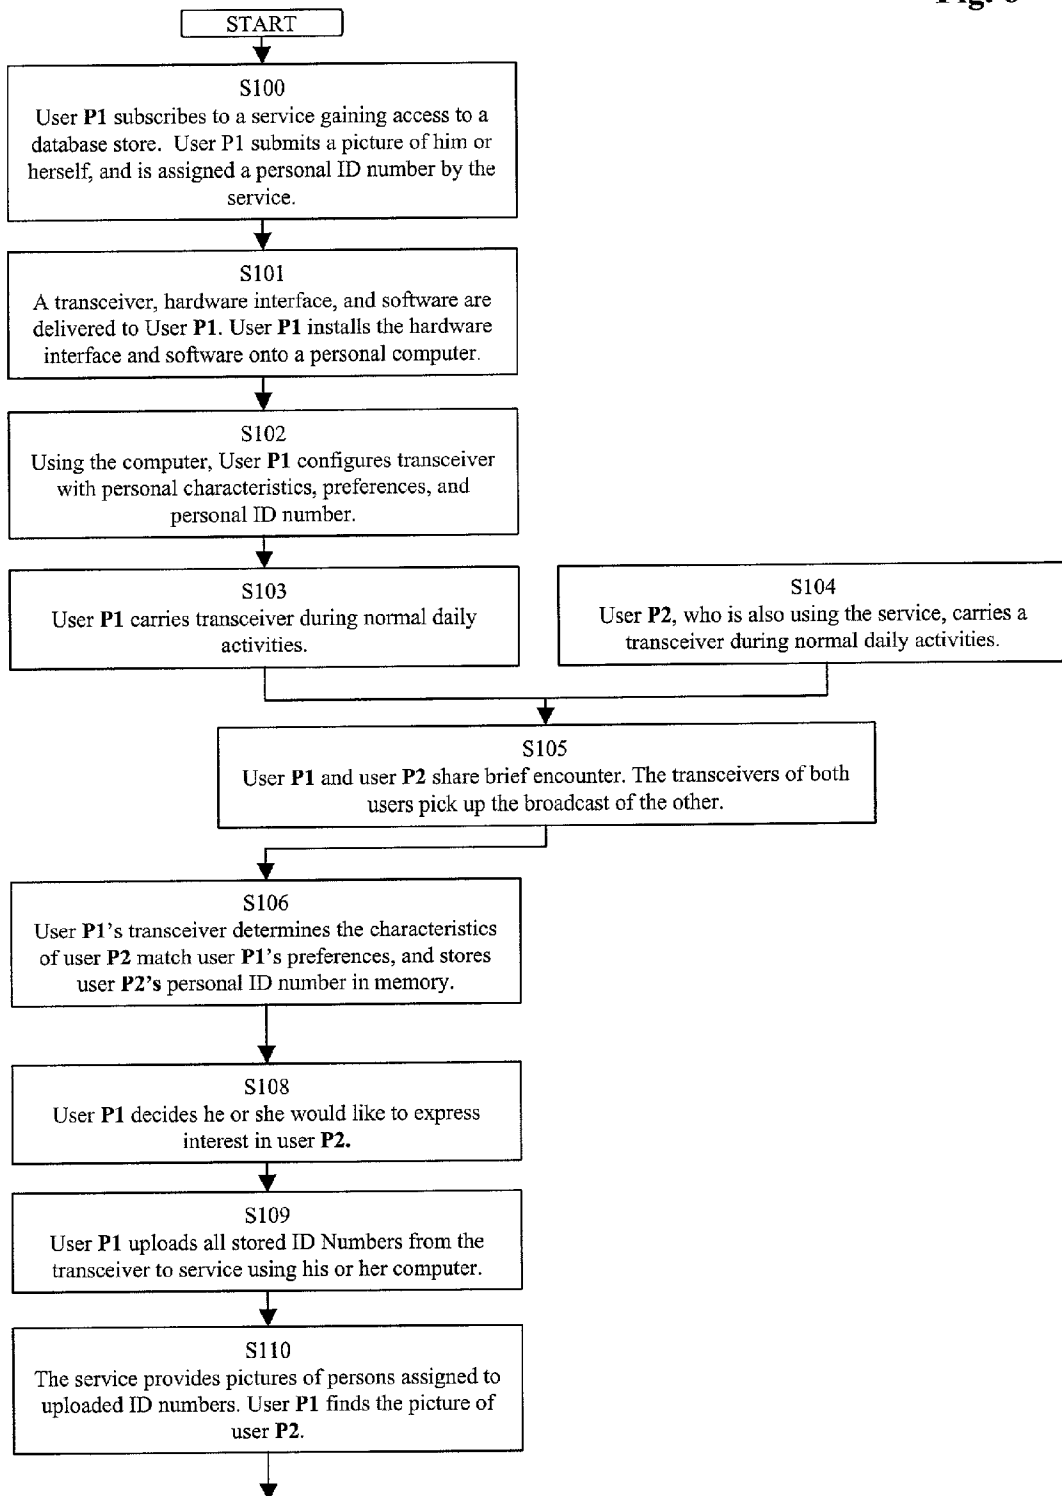 START
S100
User P1 subscribes to a service gaining access to a
database store. User P1 submits a picture of him or
herself, and is assigned a personal ID number by the
service.
S101
A transceiver, hardware interface, and software are
delivered to User P1. User P1 installs the hardware
interface and software onto a personal computer.
S102
Using the computer, User P1 configures transceiver
with personal characteristics, preferences, and
personal ID number.
S103
User P1 carries transceiver during normal daily
activities.
S104
User P2, who is also using the service, carries a
transceiver during normal daily activities.
S105
User P1 and user P2 share brief encounter. The transceivers of both
users pick up the broadcast of the other.
S106
User P1's transceiver determines the characteristics
of user P2 match user P1's preferences, and stores
user P2's personal ID number in memory.
S108
User P1 decides he or she would like to express
interest in user P2.
S109
User P1 uploads all stored ID Numbers from the
transceiver to service using his or her computer.
S110
The service provides pictures of persons assigned to
uploaded ID numbers. User P1 finds the picture of
user P2.